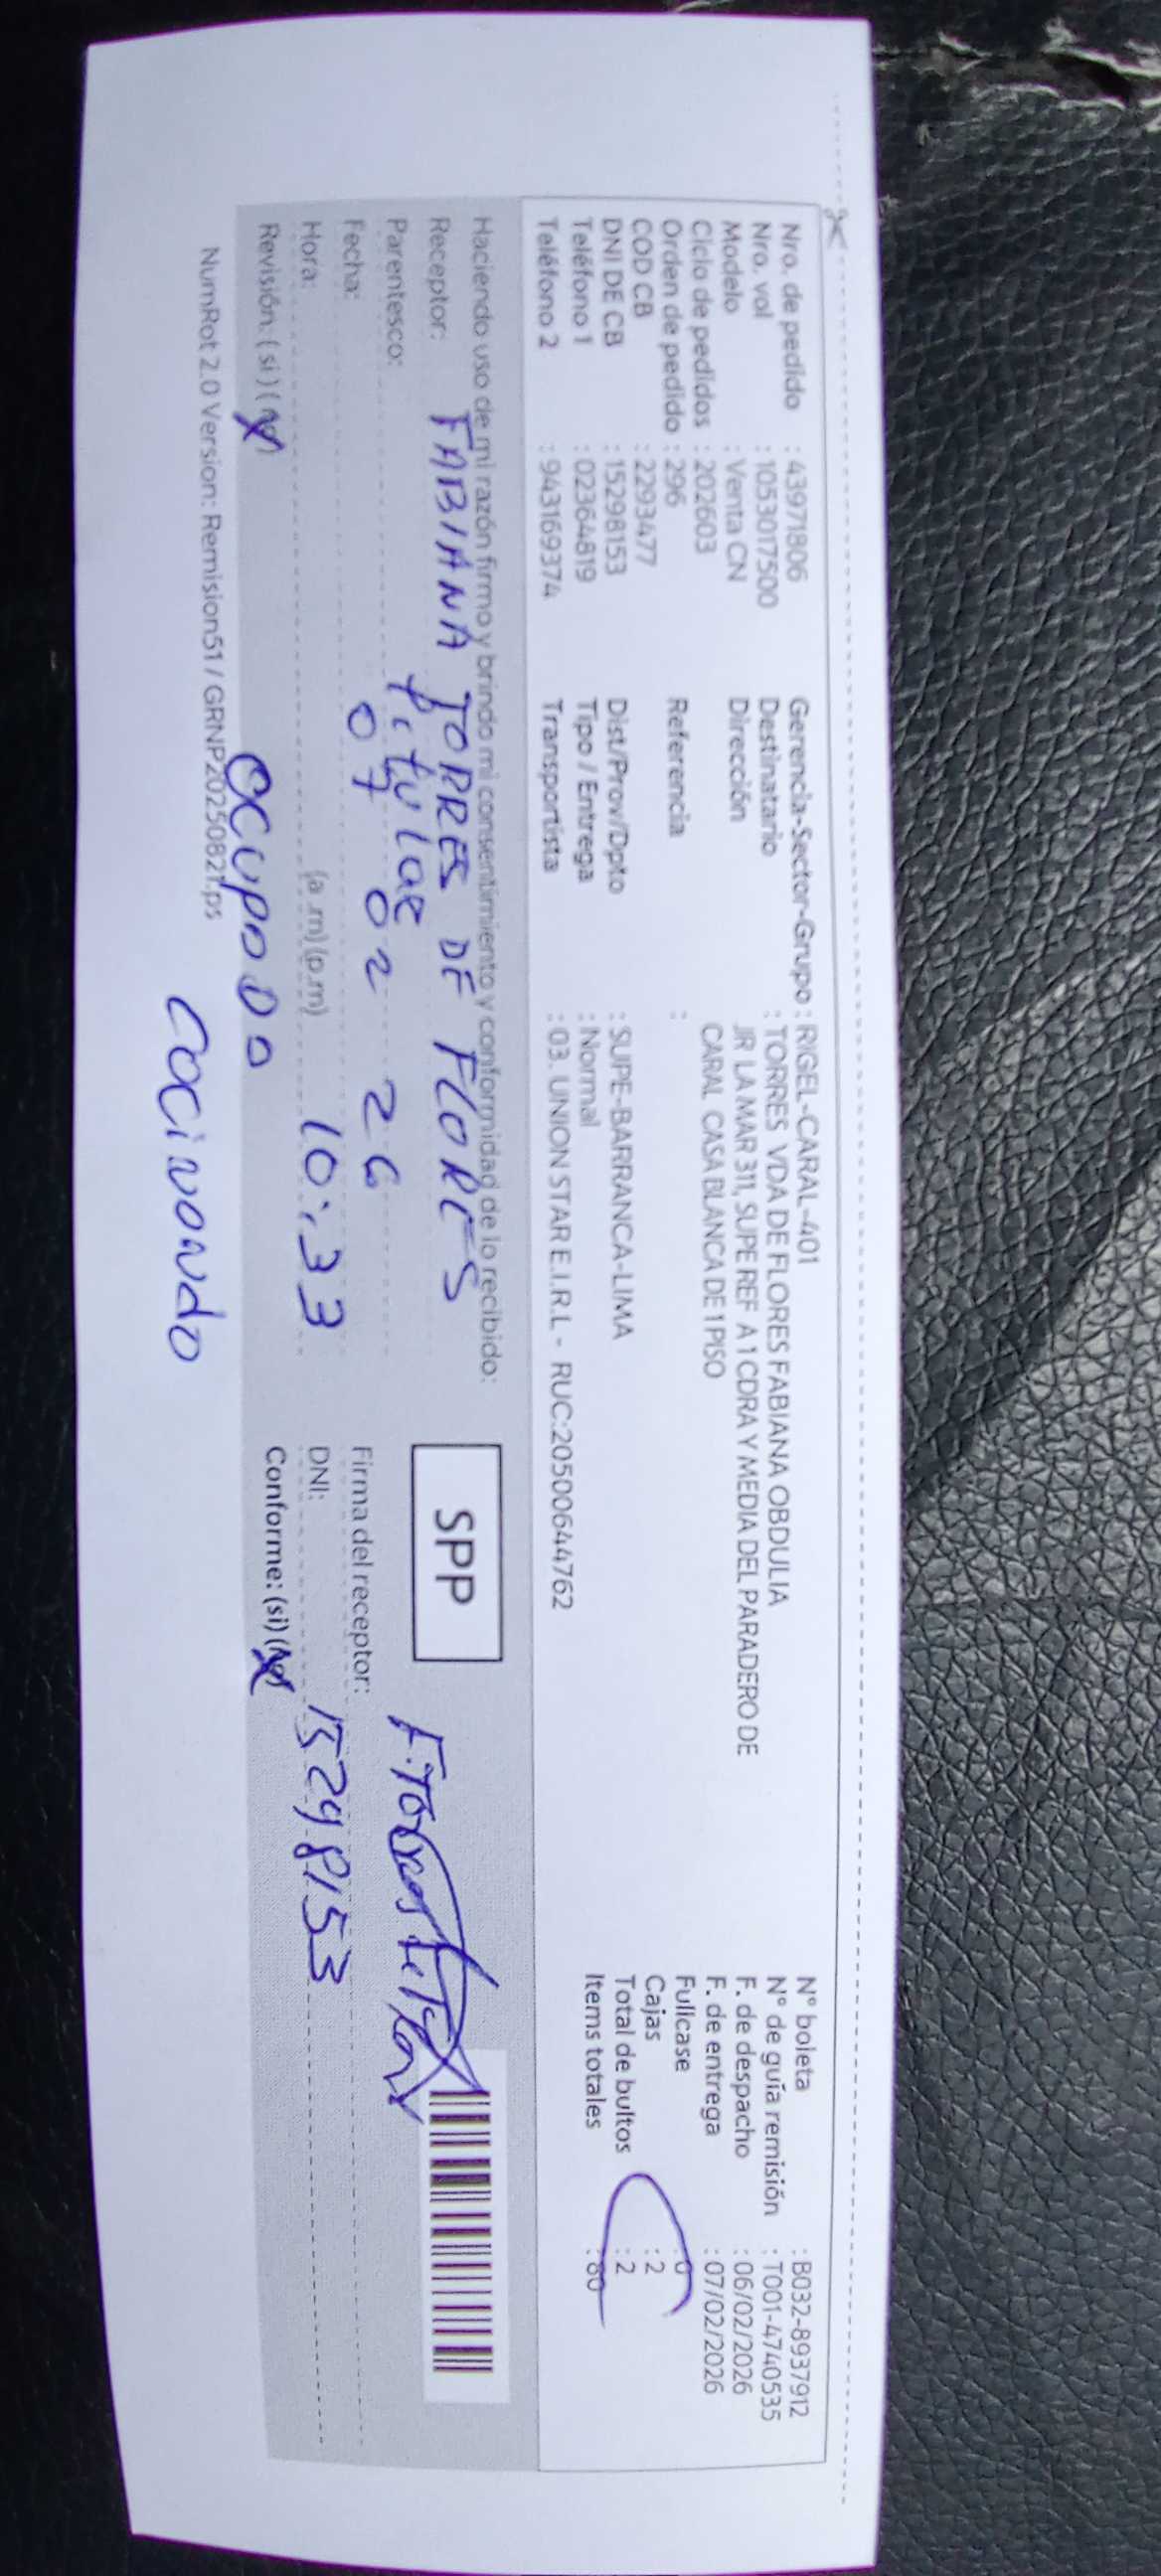 Nro. de pedido : 43971806
Nro. vol : 1053017500
Modelo : Venta CN
Ciclo de pedidos : 202603
Orden de pedido : 296
COD CB : 2293477
DNI DE CB : 15298153
Teléfono 1 : 023644819
Teléfono 2 : 943169374
Gerencia-Sector-Grupo : RIGEL-CARAL-401
Destinatario : TORRES VDA DE FLORES FABIANA OBDULIA
Dirección JR LA MAR 311, SUPE REF A 1 CDRA Y MEDIA DEL PARADERO DE
CARAL CASA BLANCA DE 1 PISO
Referencia :
Dist/Prov/Dpto : SUPE-BARRANCA-LIMA
Tipo / Entrega : Normal
Transportista : 03. UNION STAR E.I.R.L - RUC:20500644762
N° boleta : B032-8937912
N° de guía remisión : T001-4740535
F. de despacho : 06/02/2026
F. de entrega : 07/02/2026
Fullcase : 0
Cajas : 2
Total de bultos : 2
Items totales : 80
Haciendo uso de mi razón firmo y brindo mi consentimiento y conformidad de lo recibido:
Receptor: FABIANA TORRES DE FLORES
Parentesco: titular
Fecha: 07 02 26
Hora: (a.m)(p.m) 10:33
Revisión: (si)(no)
ocupada
cocinando
SPP
Firma del receptor: F. Torres
DNI: 15298153
Conforme: (si)(no)
NumRot 2.0 Version: Remision51 / GRNP20250821.ps